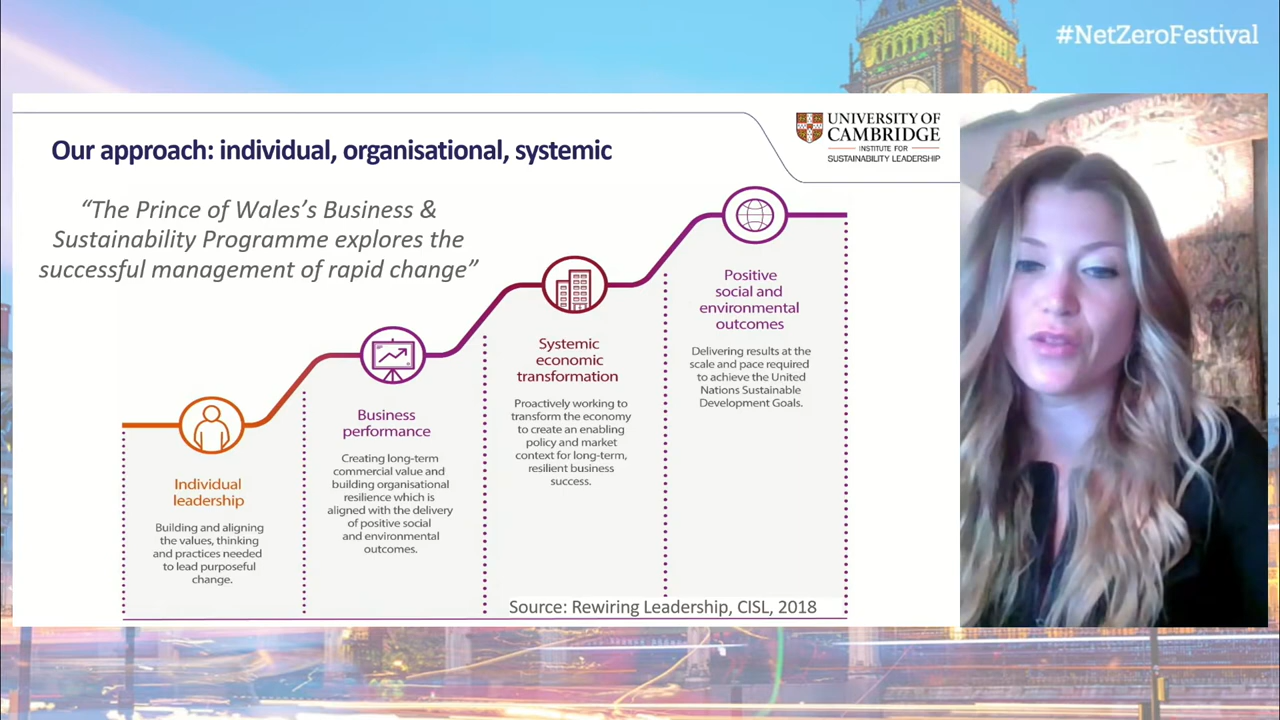 #NetZeroFestival
UNIVERSITY OF
CAMBRIDGE
INSTITUTE FOR
SUSTAINABILITY LEADERSHIP
Our approach: individual, organisational, systemic
“The Prince of Wales’s Business &
Sustainability Programme explores the
successful management of rapid change”
Individual
leadership
Building and aligning
the values, thinking
and practices needed
to lead purposeful
change.
Business
performance
Creating long-term
commercial value and
building organisational
resilience which is
aligned with the delivery
of positive social
and environmental
outcomes.
Systemic
economic
transformation
Proactively working to
transform the economy
to create an enabling
policy and market
context for long-term,
resilient business
success.
Positive
social and
environmental
outcomes
Delivering results at the
scale and pace required
to achieve the United
Nations Sustainable
Development Goals.
Source: Rewiring Leadership, CISL, 2018